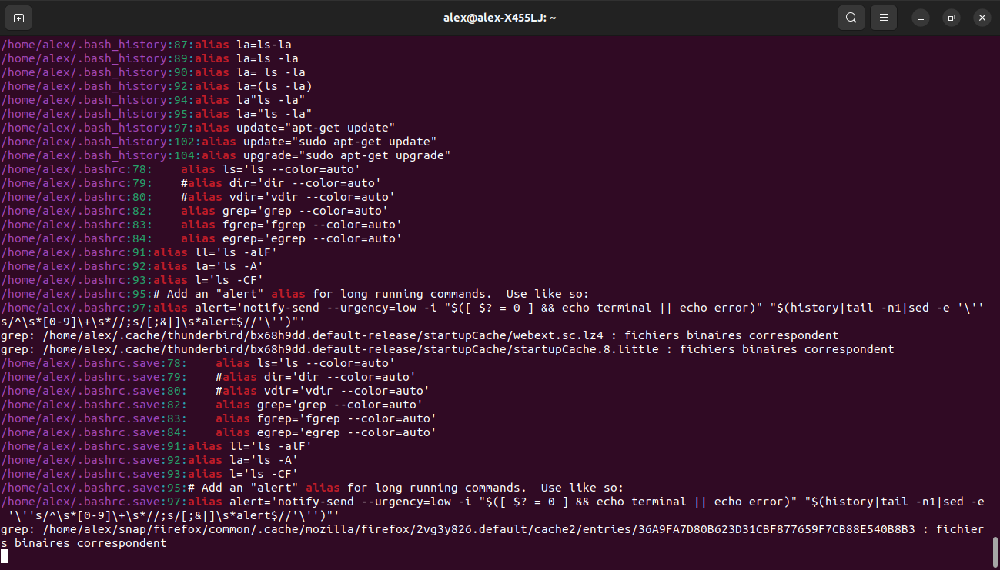 alex@alex-X455LJ: ~
/home/alex/.bash_history:87:alias la=ls-la
/home/alex/.bash_history:89:alias la=ls -la
/home/alex/.bash_history:90:alias la= ls -la
/home/alex/.bash_history:92:alias la=(ls -la)
/home/alex/.bash_history:94:alias la"ls -la"
/home/alex/.bash_history:95:alias la="ls -la"
/home/alex/.bash_history:97:alias update="apt-get update"
/home/alex/.bash_history:102:alias update="sudo apt-get update"
/home/alex/.bash_history:104:alias upgrade="sudo apt-get upgrade"
/home/alex/.bashrc:78:    alias ls='ls --color=auto'
/home/alex/.bashrc:79:    #alias dir='dir --color=auto'
/home/alex/.bashrc:80:    #alias vdir='vdir --color=auto'
/home/alex/.bashrc:82:    alias grep='grep --color=auto'
/home/alex/.bashrc:83:    alias fgrep='fgrep --color=auto'
/home/alex/.bashrc:84:    alias egrep='egrep --color=auto'
/home/alex/.bashrc:91:alias ll='ls -alF'
/home/alex/.bashrc:92:alias la='ls -A'
/home/alex/.bashrc:93:alias l='ls -CF'
/home/alex/.bashrc:95:# Add an "alert" alias for long running commands.  Use like so:
/home/alex/.bashrc:97:alias alert='notify-send --urgency=low -i "$([ $? = 0 ] && echo terminal || echo error)" "$(history|tail -n1|sed -e '\''
s/^\s*[0-9]\+\s*//;s/[;&|]\s*alert$//'\'')"'
grep: /home/alex/.cache/thunderbird/bx68h9dd.default-release/startupCache/webext.sc.lz4 : fichiers binaires correspondent
grep: /home/alex/.cache/thunderbird/bx68h9dd.default-release/startupCache/startupCache.8.little : fichiers binaires correspondent
/home/alex/.bashrc.save:78:    alias ls='ls --color=auto'
/home/alex/.bashrc.save:79:    #alias dir='dir --color=auto'
/home/alex/.bashrc.save:80:    #alias vdir='vdir --color=auto'
/home/alex/.bashrc.save:82:    alias grep='grep --color=auto'
/home/alex/.bashrc.save:83:    alias fgrep='fgrep --color=auto'
/home/alex/.bashrc.save:84:    alias egrep='egrep --color=auto'
/home/alex/.bashrc.save:91:alias ll='ls -alF'
/home/alex/.bashrc.save:92:alias la='ls -A'
/home/alex/.bashrc.save:93:alias l='ls -CF'
/home/alex/.bashrc.save:95:# Add an "alert" alias for long running commands.  Use like so:
/home/alex/.bashrc.save:97:alias alert='notify-send --urgency=low -i "$([ $? = 0 ] && echo terminal || echo error)" "$(history|tail -n1|sed -e
 '\''s/^\s*[0-9]\+\s*//;s/[;&|]\s*alert$//'\'')"'
grep: /home/alex/snap/firefox/common/.cache/mozilla/firefox/2vg3y826.default/cache2/entries/36A9FA7D80B623D31CBF877659F7CB88E540B8B3 : fichier
s binaires correspondent